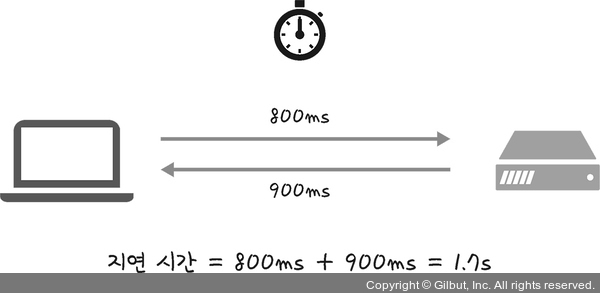 800ms
900ms
지연 시간 = 800ms + 900ms = 1.7s
Copyright © Gilbut, Inc. All rights reserved.